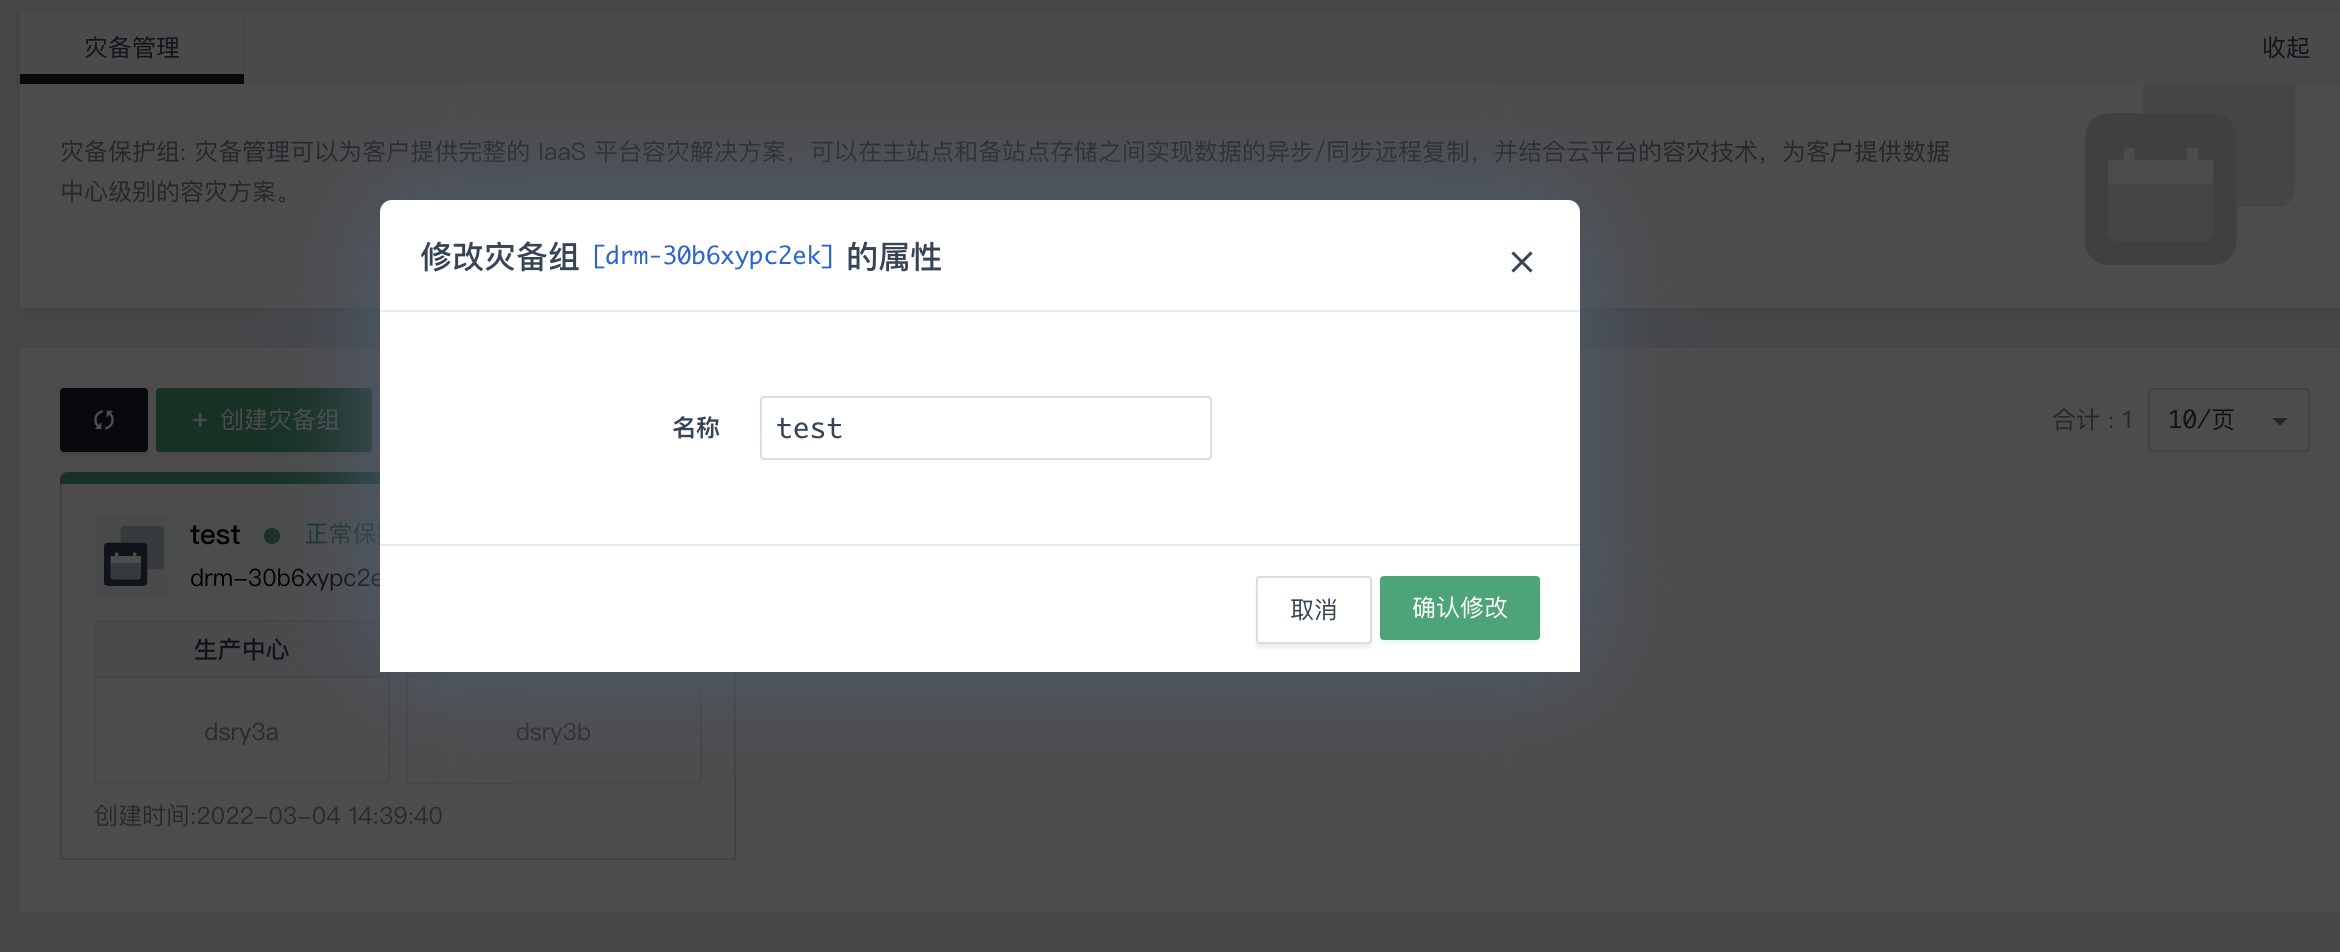 灾备管理
收起
灾备保护组: 灾备管理可以为客户提供完整的 IaaS 平台容灾解决方案，可以在主站点和备站点存储之间实现数据的异步/同步远程复制，并结合云平台的容灾技术，为客户提供数据
中心级别的容灾方案。
修改灾备组 [drm-30b6xypc2ek] 的属性
名称 test
取消 确认修改
+ 创建灾备组
合计 : 1 10/页
test 正常保
drm-30b6xypc2e
生产中心
dsry3a dsry3b
创建时间:2022-03-04 14:39:40